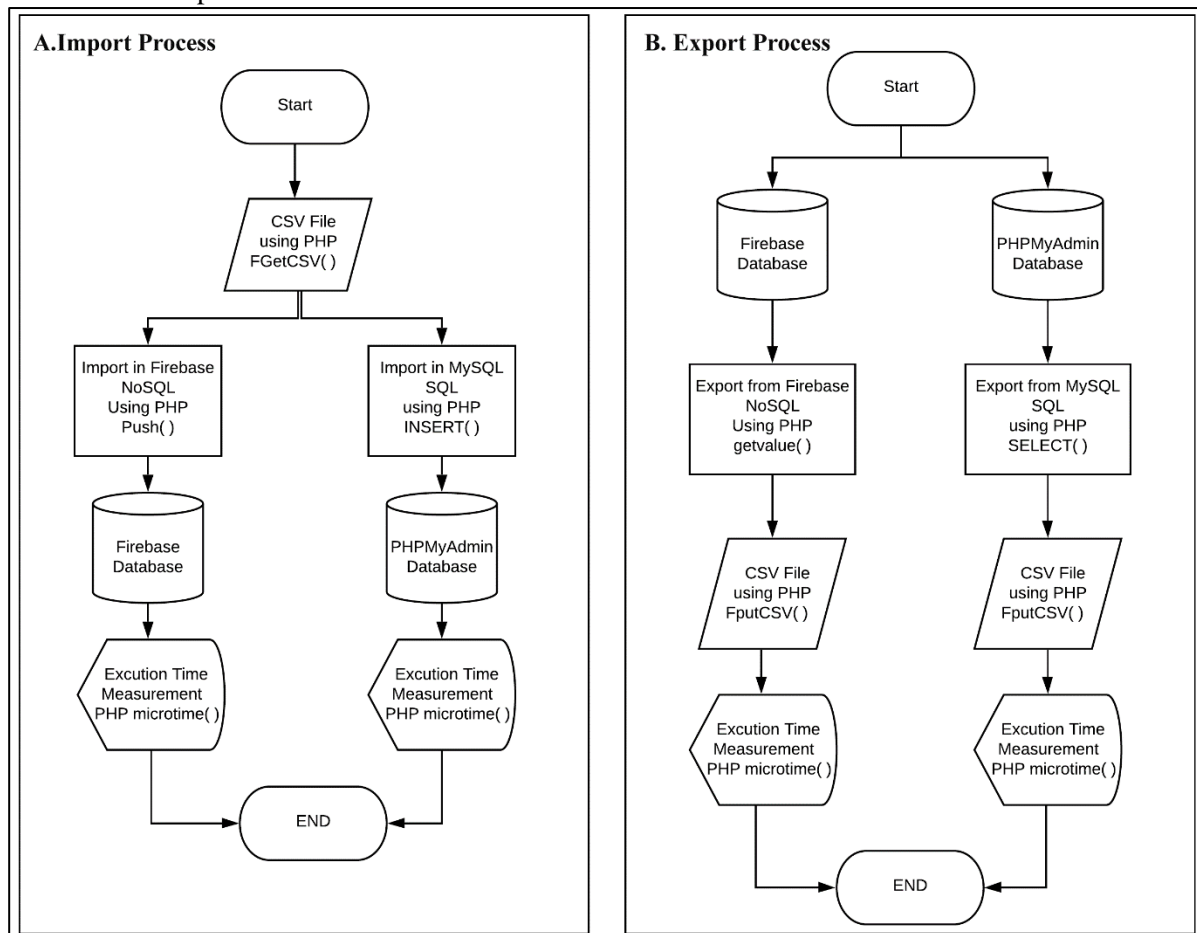 A.Import Process
Start
CSV File
using PHP
FGetCSV( )
Import in Firebase
NoSQL
Using PHP
Push( )
Import in MySQL
SQL
using PHP
INSERT( )
Firebase
Database
PHPMyAdmin
Database
Excution Time
Measurement
PHP microtime( )
Excution Time
Measurement
PHP microtime( )
END
B. Export Process
Start
Firebase
Database
PHPMyAdmin
Database
Export from Firebase
NoSQL
Using PHP
getvalue( )
Export from MySQL
SQL
using PHP
SELECT( )
CSV File
using PHP
FputCSV( )
CSV File
using PHP
FputCSV( )
Excution Time
Measurement
PHP microtime( )
Excution Time
Measurement
PHP microtime( )
END